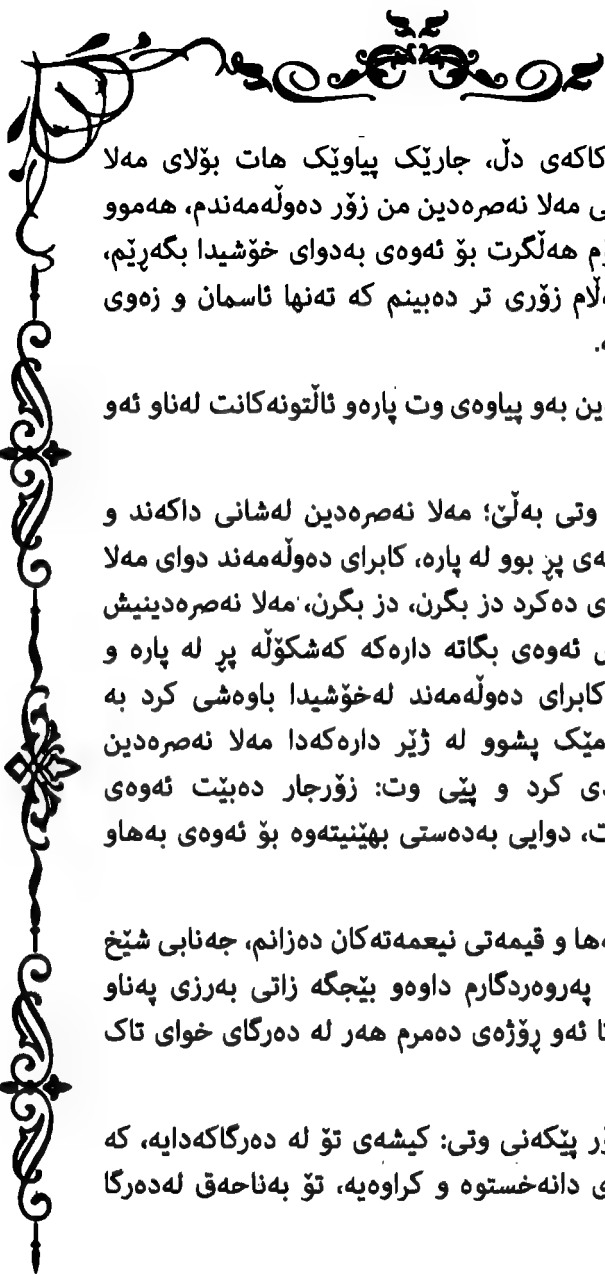 کاکەی دڵ، جارێک پیاوێک هات بۆلای مەلا
ی مەلا نەصرەدین من زۆر دەوڵەمەندم، هەموو
م هەڵگرت بۆ ئەوەی بەدوای خۆشیدا بگەڕێم،
ەڵام زۆری تر دەبینم کە تەنها ئاسمان و زەوی
.
ین بەو پیاوەی وت پارەو ئاڵتونەکانت لەناو ئەو
وتی بەڵێ؛ مەلا نەصرەدین لەشانی داکەند و
ەی پڕ بوو لە پارە، کابرای دەوڵەمەند دوای مەلا
ی دەکرد دز بگرن، دز بگرن، مەلا نەصرەدینیش
ئەوەی بگاتە دارەکە کەشکۆڵە پڕ لە پارە و
کابرای دەوڵەمەند لەخۆشیدا باوەشی کرد بە
مێک پشوو لە ژێر دارەکەدا مەلا نەصرەدین
دی کرد و پێی وت: زۆرجار دەبێت ئەوەی
ت، دوایی بەدەستی بهێنیتەوە بۆ ئەوەی بەهاو
ەها و قیمەتی نیعمەتەکان دەزانم، جەنابی شێخ
پەروەردگارم داوەو بێجگە زاتی بەرزی پەناو
تا ئەو ڕۆژەی دەمرم هەر لە دەرگای خوای تاک
ۆر پێکەنی وتی: کیشەی تۆ لە دەرگاکەدایە، کە
ی دانەخستوە و کراوەیە، تۆ بەناحەق لەدەرگا